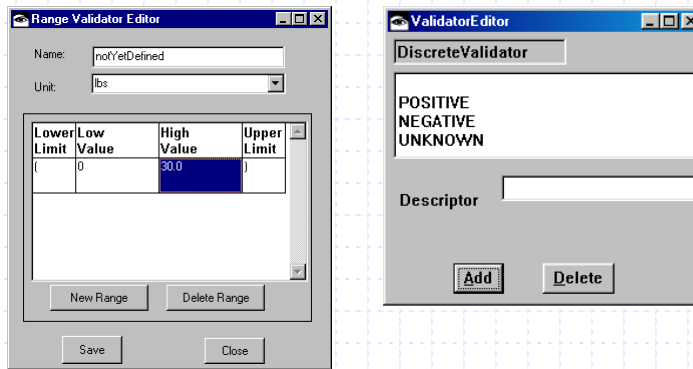 Range Validator Editor
Name: notYetDefined
Unit: lbs
Lower Low High Upper
Limit Value Value Limit
( 0 30.0 )
New Range Delete Range
Save Close
ValidatorEditor
DiscreteValidator
POSITIVE
NEGATIVE
UNKNOWN
Descriptor
Add Delete